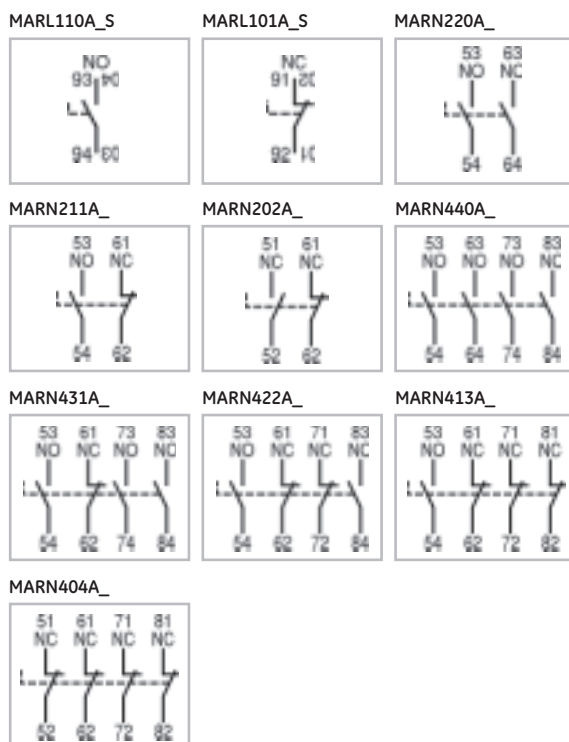 MARL110A_S
NO
93 04
94 03
MARL101A_S
NC
91 02
92 01
MARN220A_
53 63
NO NC
54 64
MARN211A_
53 61
NO NC
54 62
MARN202A_
51 61
NC NC
52 62
MARN440A_
53 63 73 83
NO NO NO NC
54 64 74 84
MARN431A_
53 61 73 83
NO NC NO NC
54 62 74 84
MARN422A_
53 61 71 83
NO NC NC NC
54 62 72 84
MARN413A_
53 61 71 81
NO NC NC NC
54 62 72 82
MARN404A_
51 61 71 81
NC NC NC NC
52 62 72 82